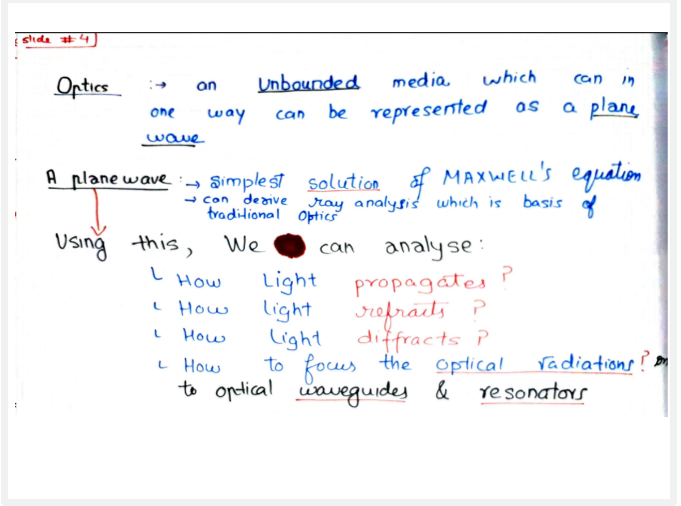 slide #4
Optics :→ an Unbounded media which can in
one way can be represented as a plane
wave
A plane wave :→ simplest solution of MAXWELL'S equation
→ can derive ray analysis which is basis of
traditional Optics
Using this, We can analyse:
How Light propagates?
How light refracts?
How Light diffracts?
How to focus the optical radiations? on
to optical waveguides & resonators